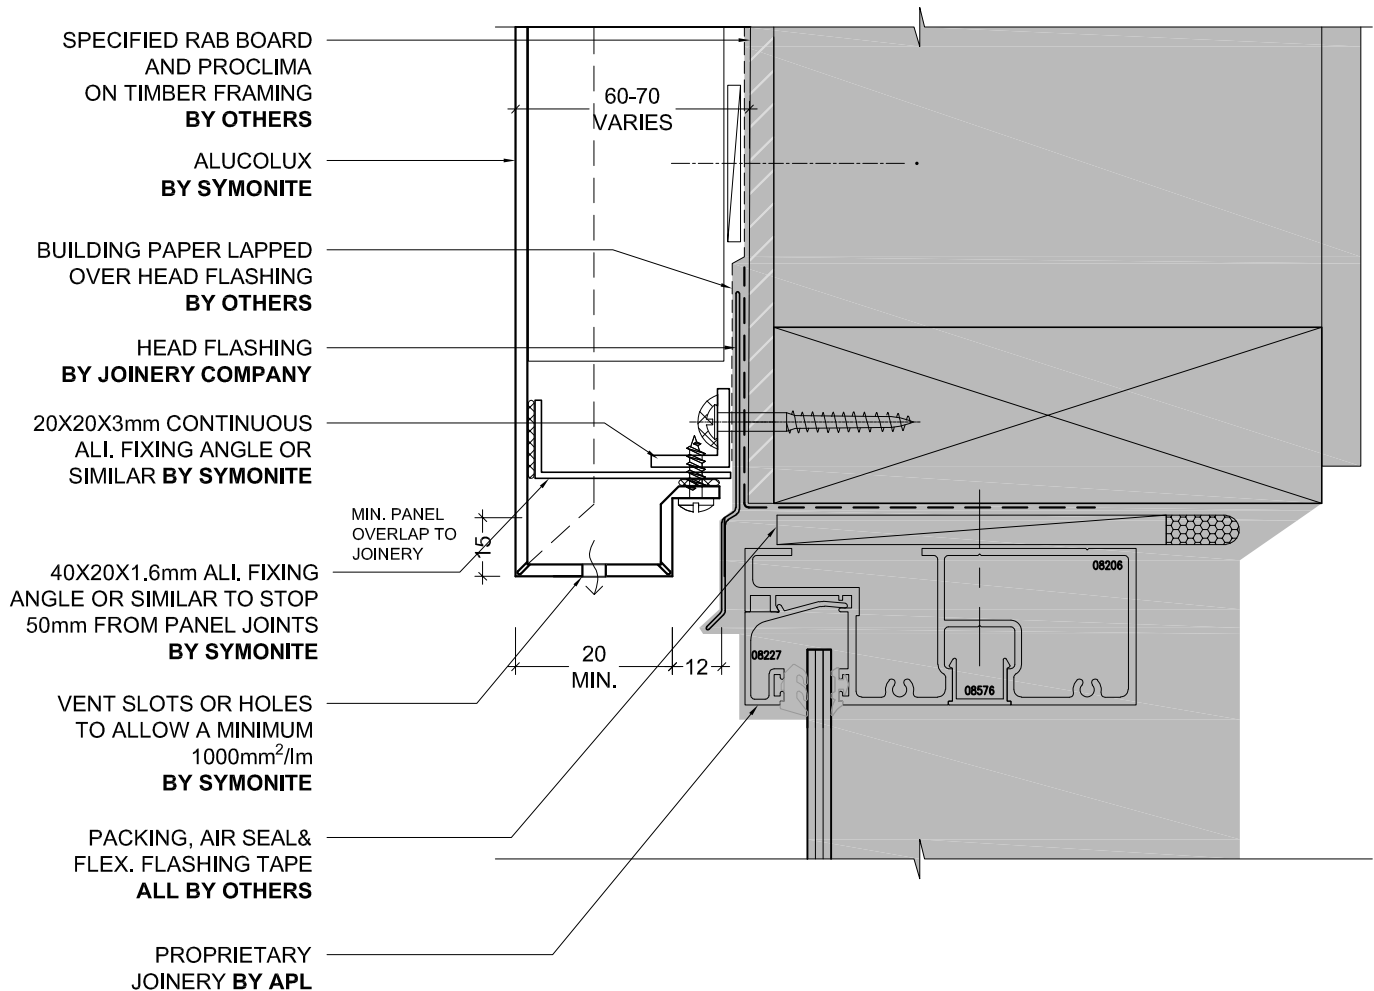 SPECIFIED RAB BOARD
AND PROCLIMA
ON TIMBER FRAMING
BY OTHERS
ALUCOLUX
BY SYMONITE
BUILDING PAPER LAPPED
OVER HEAD FLASHING
BY OTHERS
HEAD FLASHING
BY JOINERY COMPANY
20X20X3mm CONTINUOUS
ALI. FIXING ANGLE OR
SIMILAR BY SYMONITE
MIN. PANEL
OVERLAP TO
JOINERY
15
40X20X1.6mm ALI. FIXING
ANGLE OR SIMILAR TO STOP
50mm FROM PANEL JOINTS
BY SYMONITE
VENT SLOTS OR HOLES
TO ALLOW A MINIMUM
1000mm²/lm
BY SYMONITE
PACKING, AIR SEAL&
FLEX. FLASHING TAPE
ALL BY OTHERS
PROPRIETARY
JOINERY BY APL
60-70
VARIES
20
MIN.
12
08206
08227
08576